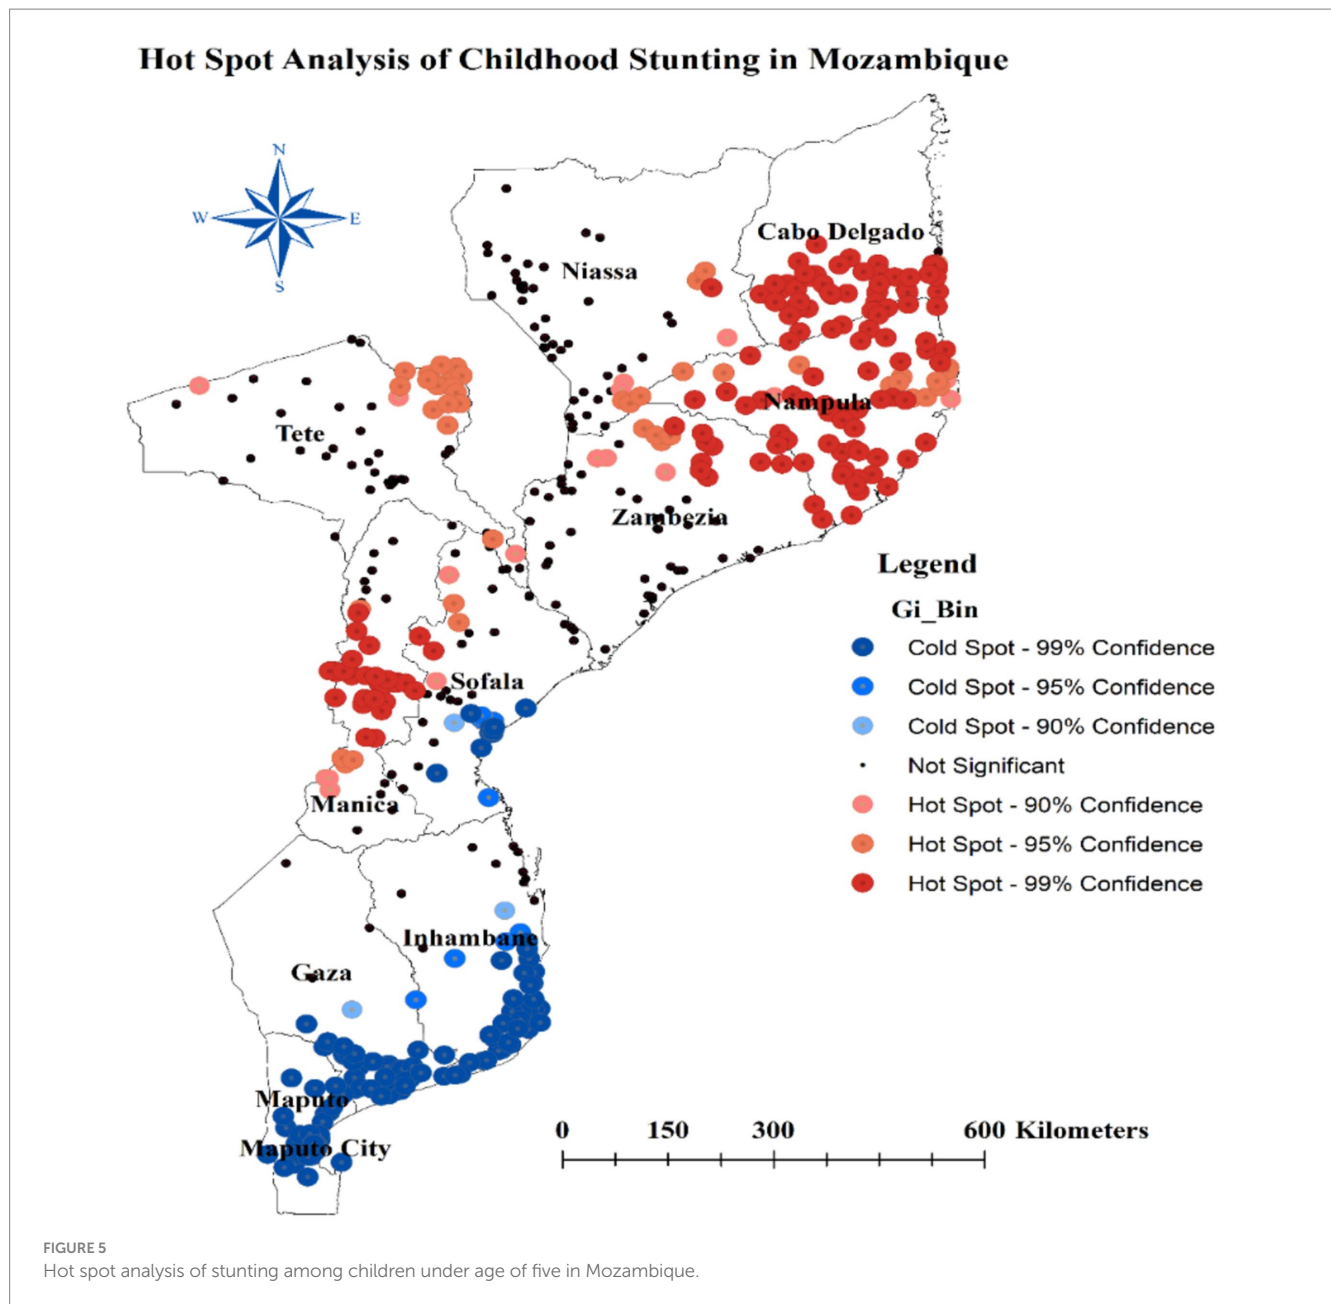 Hot Spot Analysis of Childhood Stunting in Mozambique
N
W
E
S
Cabo Delgado
Niassa
Nampula
Tete
Zambezia
Legend
Gi_Bin
Cold Spot - 99% Confidence
Cold Spot - 95% Confidence
Cold Spot - 90% Confidence
Not Significant
Hot Spot - 90% Confidence
Hot Spot - 95% Confidence
Hot Spot - 99% Confidence
Sofala
Manica
Inhambane
Gaza
Maputo
Maputo City
0 150 300 600 Kilometers
FIGURE 5
Hot spot analysis of stunting among children under age of five in Mozambique.